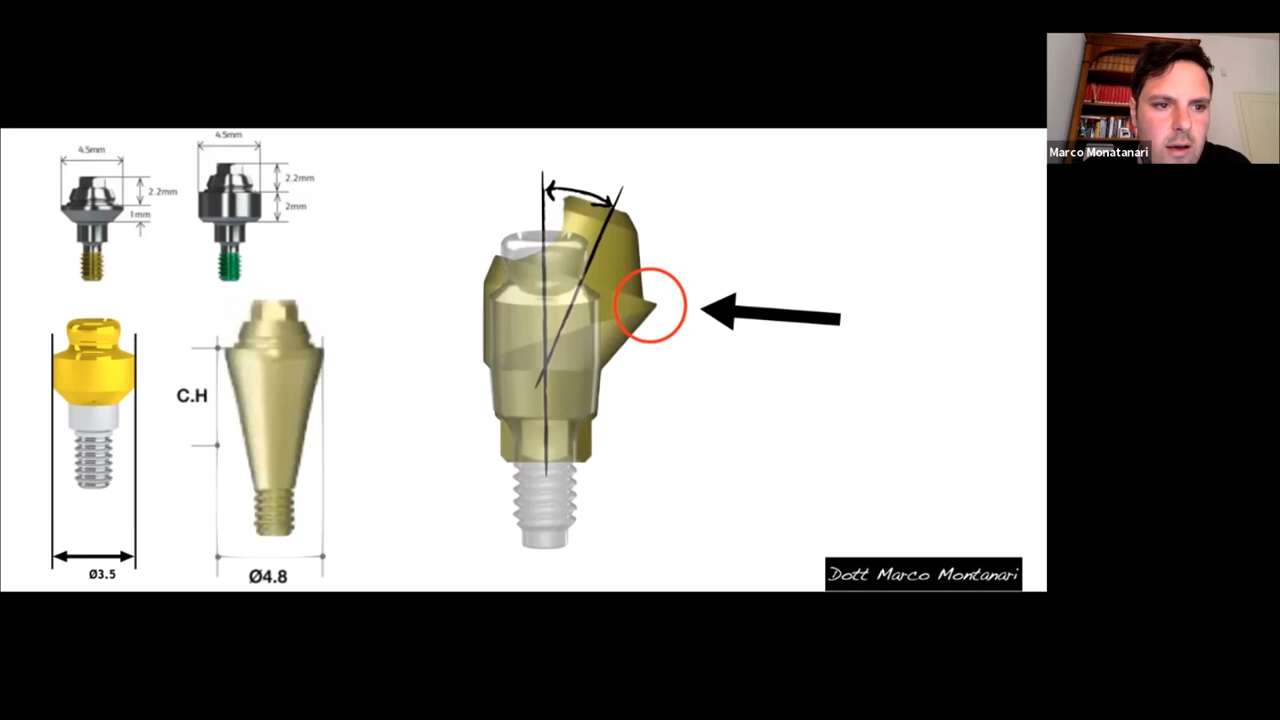 4.5mm
2.2mm
1mm
4.5mm
2.2mm
2mm
Ø3.5
C.H
Ø4.8
Dott Marco Montanari
Marco Monatanari